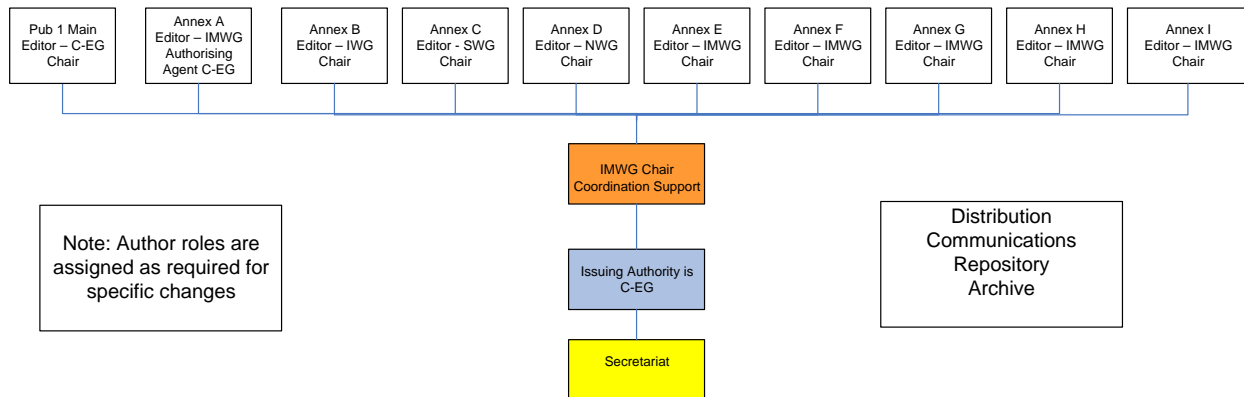 Pub 1 Main
Editor – C-EG
Chair
Annex A
Editor – IMWG
Authorising
Agent C-EG
Annex B
Editor – IWG
Chair
Annex C
Editor - SWG
Chair
Annex D
Editor – NWG
Chair
Annex E
Editor – IMWG
Chair
Annex F
Editor – IMWG
Chair
Annex G
Editor – IMWG
Chair
Annex H
Editor – IMWG
Chair
Annex I
Editor – IMWG
Chair
IMWG Chair
Coordination Support
Note: Author roles are
assigned as required for
specific changes
Issuing Authority is
C-EG
Distribution
Communications
Repository
Archive
Secretariat